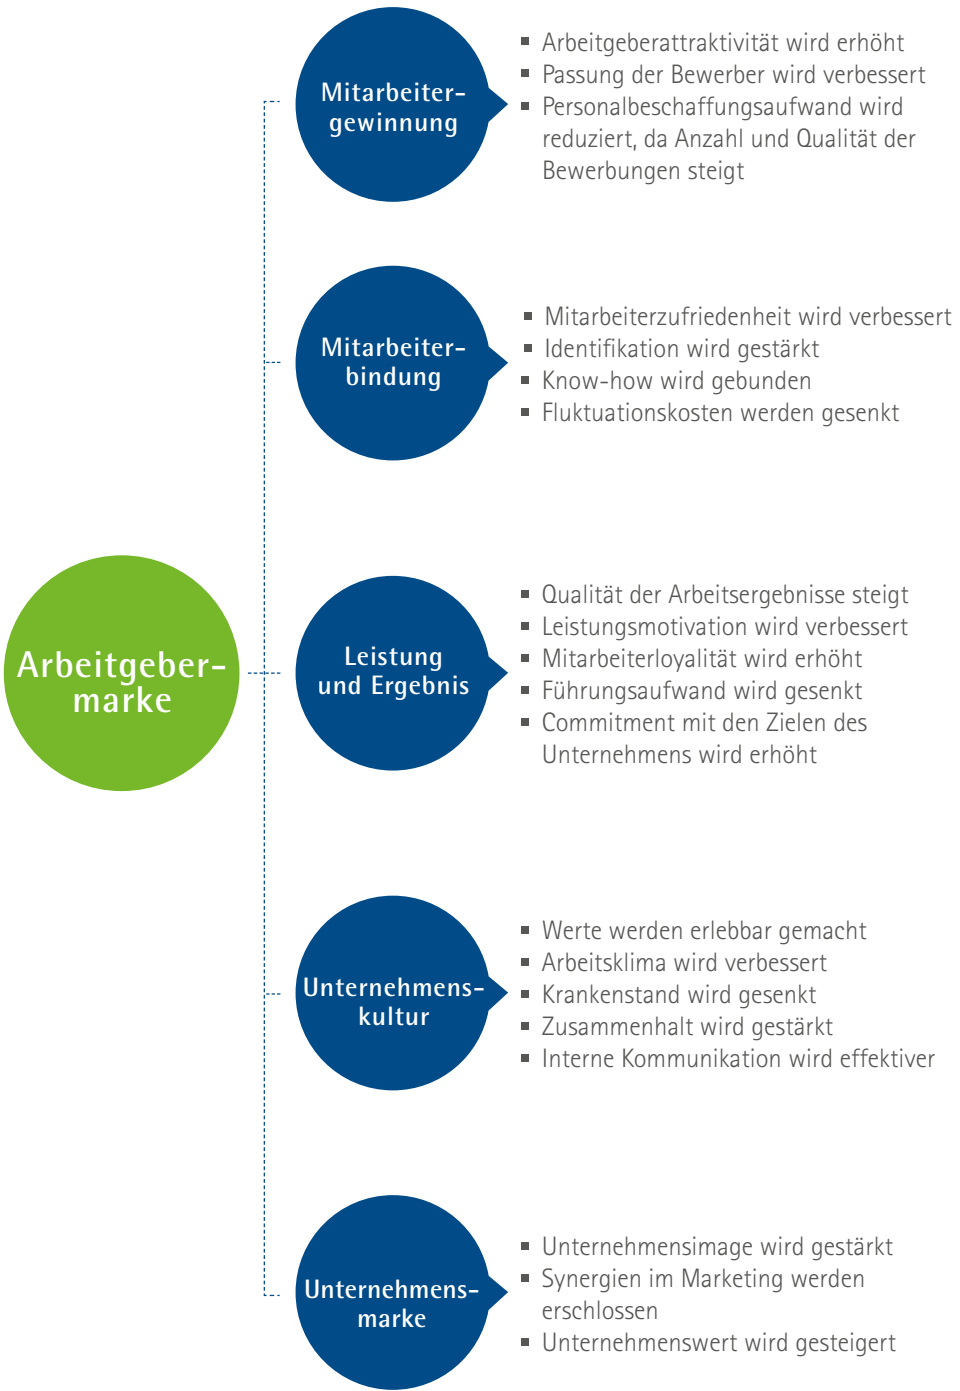 Arbeitgeber-
marke
Mitarbeiter-
gewinnung
Arbeitgeberattraktivität wird erhöht
Passung der Bewerber wird verbessert
Personalbeschaffungsaufwand wird
reduziert, da Anzahl und Qualität der
Bewerbungen steigt
Mitarbeiter-
bindung
Mitarbeiterzufriedenheit wird verbessert
Identifikation wird gestärkt
Know-how wird gebunden
Fluktuationskosten werden gesenkt
Leistung
und Ergebnis
Qualität der Arbeitsergebnisse steigt
Leistungsmotivation wird verbessert
Mitarbeiterloyalität wird erhöht
Führungsaufwand wird gesenkt
Commitment mit den Zielen des
Unternehmens wird erhöht
Unternehmens-
kultur
Werte werden erlebbar gemacht
Arbeitsklima wird verbessert
Krankenstand wird gesenkt
Zusammenhalt wird gestärkt
Interne Kommunikation wird effektiver
Unternehmens-
marke
Unternehmensimage wird gestärkt
Synergien im Marketing werden
erschlossen
Unternehmenswert wird gesteigert